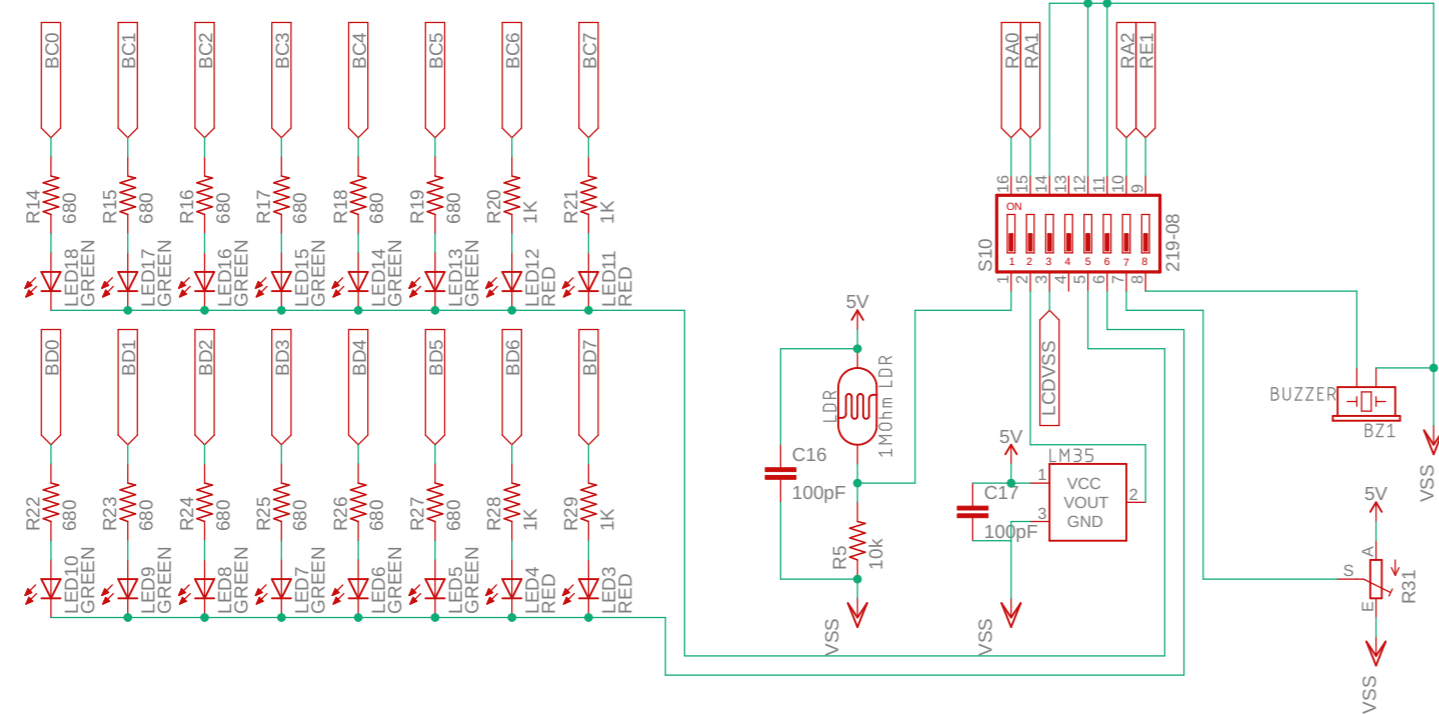 BC0
BC1
BC2
BC3
BC4
BC5
BC6
BC7
R14
680
R15
680
R16
680
R17
680
R18
680
R19
680
R20
1K
R21
1K
LED18
GREEN
LED17
GREEN
LED16
GREEN
LED15
GREEN
LED14
GREEN
LED13
GREEN
LED12
RED
LED11
RED
BD0
BD1
BD2
BD3
BD4
BD5
BD6
BD7
R22
680
R23
680
R24
680
R25
680
R26
680
R27
680
R28
1K
R29
1K
LED10
GREEN
LED9
GREEN
LED8
GREEN
LED7
GREEN
LED6
GREEN
LED5
GREEN
LED4
RED
LED3
RED
RA0
RA1
RA2
RE1
16
15
14
13
12
11
10
9
ON
1
2
3
4
5
6
7
8
S10
219-08
1
2
3
4
5
6
7
8
5V
LDR
1MOhm LDR
C16
100pF
R5
10k
VSS
LCDVSS
5V
LM35
1
VCC
VOUT
2
3
GND
C17
100pF
VSS
BUZZER
BZ1
VSS
5V
A
S
E
R31
VSS